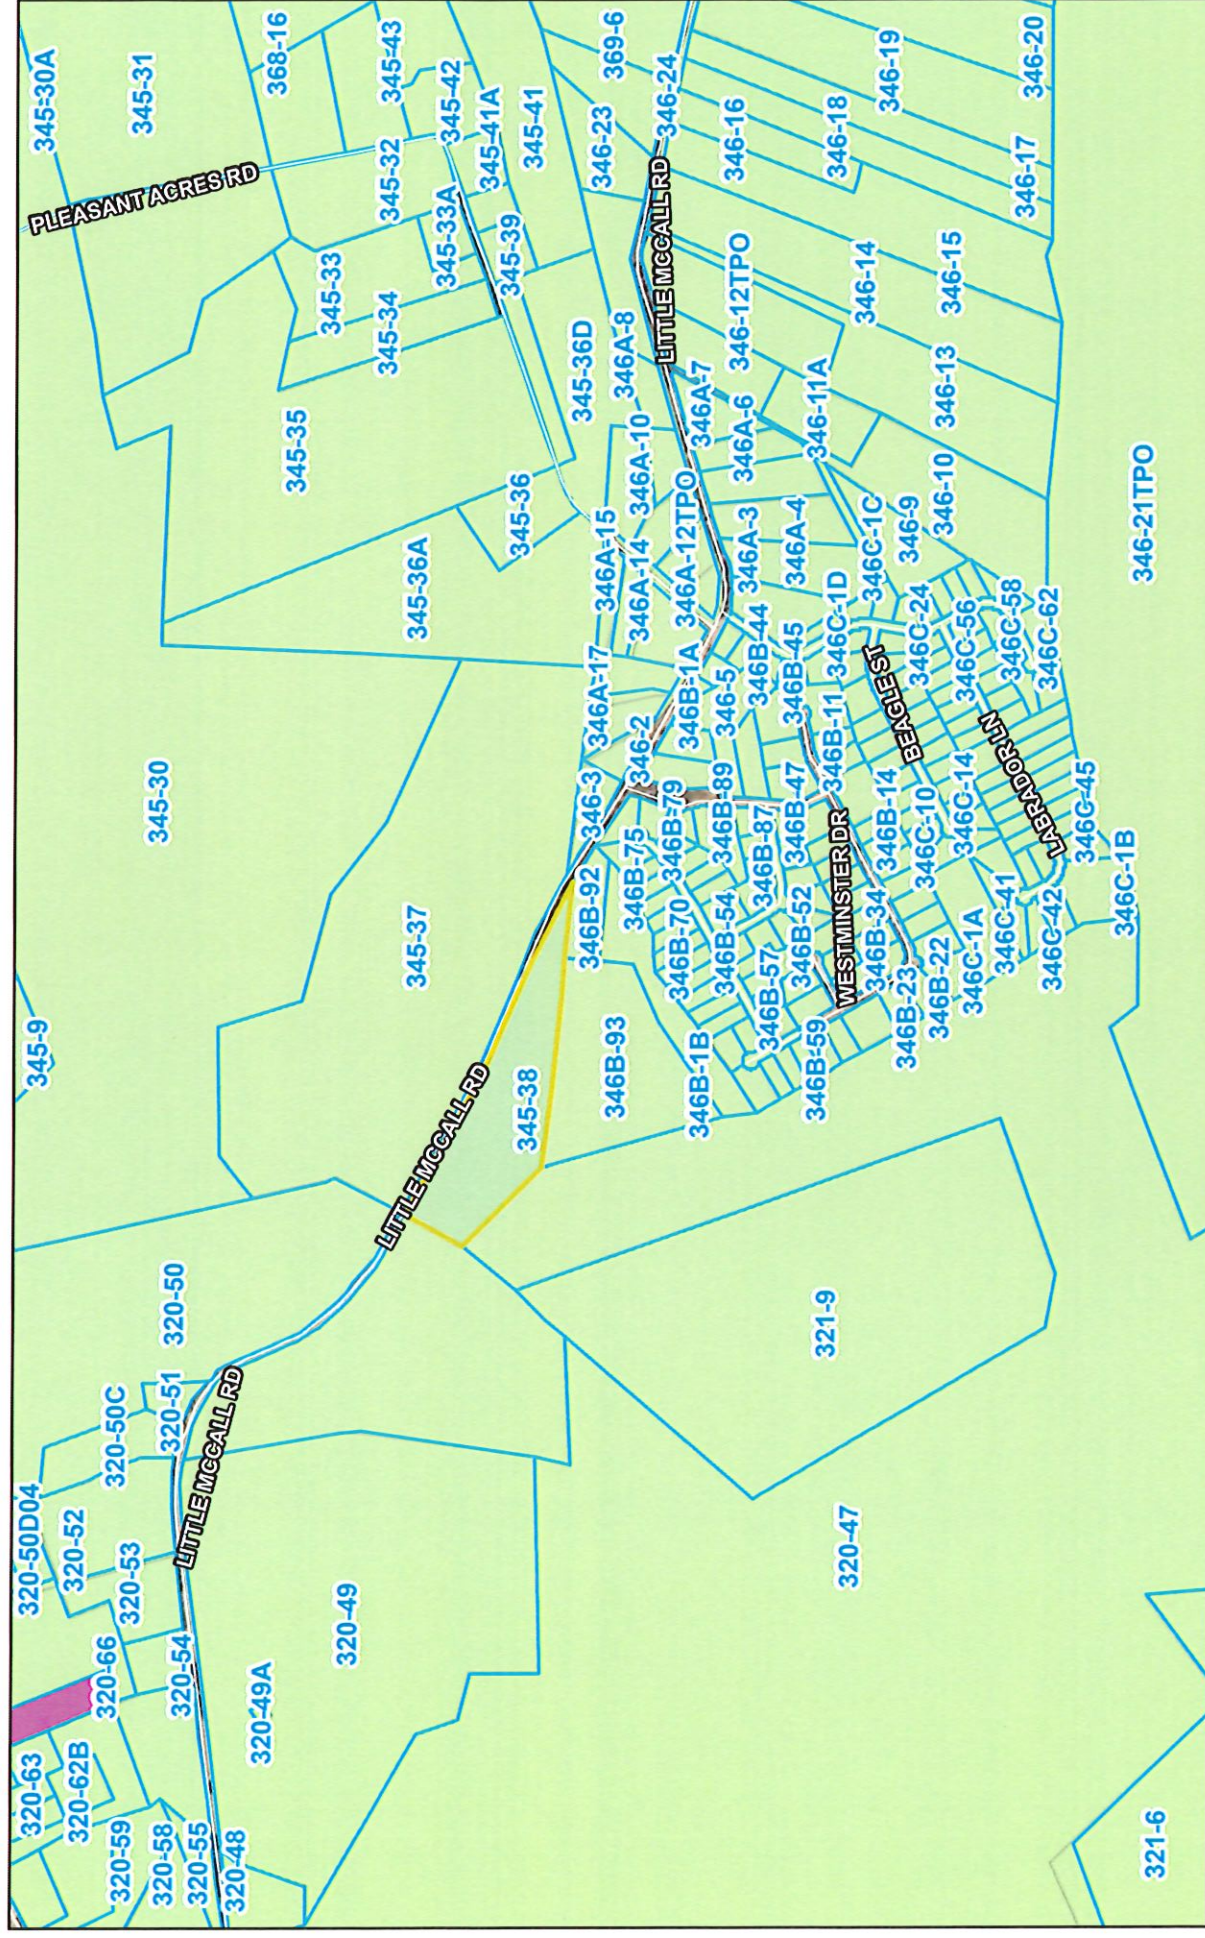 345-30A
345-31
368-16
345-43
345-42
345-41A
345-41
369-6
346-23
346-24
346-16
346-18
346-19
346-20
346-17
PLEASANT ACRES RD
345-32
345-33A
345-39
345-33
345-34
LITTLE MCCALL RD
346-12TPO
346-14
346-15
345-35
345-36D
346A-8
346A-7
346A-6
346-11A
346-13
346A-10
345-36
346A-15
346A-14
346A-12TPO
346A-3
346A-4
346C-1C
346-9
346-10
346-21TPO
345-36A
346A-17
346B-1A
346-5
346B-44
346B-45
346C-1D
346C-24
346C-56
346C-58
346C-62
BEAGLE ST
LABRADOR LN
345-30
346-2
346-3
346B-79
346B-89
346B-87
346B-47
346B-11
346B-14
346C-10
346C-14
346C-45
346C-1B
345-37
346B-92
346B-75
346B-70
346B-54
346B-57
346B-52
WESTMINSTER DR
346B-34
346B-23
346B-22
346C-1A
346C-41
346C-42
345-9
345-38
346B-93
346B-1B
346B-59
LITTLE MCCALL RD
320-50
321-9
320-50C
320-51
LITTLE MCCALL RD
320-50D04
320-52
320-53
320-47
320-49
320-66
320-54
320-49A
320-63
320-62B
320-59
320-58
320-55
320-48
321-6